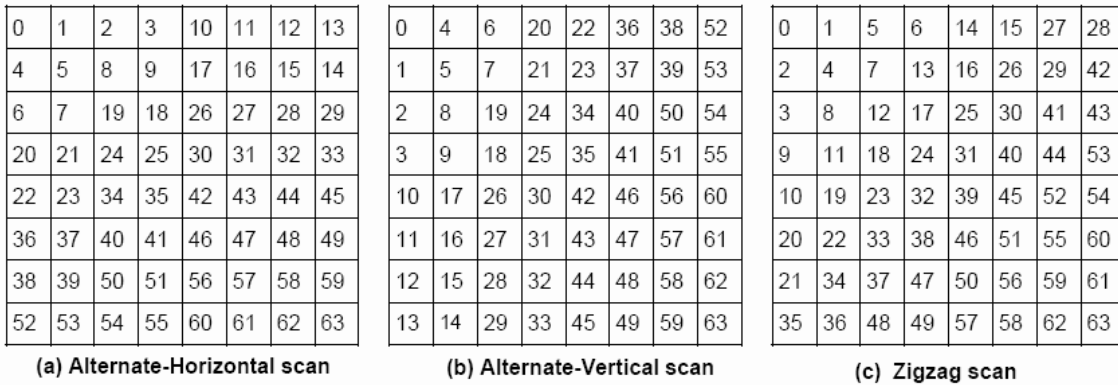 0 1 2 3 10 11 12 13
4 5 8 9 17 16 15 14
6 7 19 18 26 27 28 29
20 21 24 25 30 31 32 33
22 23 34 35 42 43 44 45
36 37 40 41 46 47 48 49
38 39 50 51 56 57 58 59
52 53 54 55 60 61 62 63
(a) Alternate-Horizontal scan
0 4 6 20 22 36 38 52
1 5 7 21 23 37 39 53
2 8 19 24 34 40 50 54
3 9 18 25 35 41 51 55
10 17 26 30 42 46 56 60
11 16 27 31 43 47 57 61
12 15 28 32 44 48 58 62
13 14 29 33 45 49 59 63
(b) Alternate-Vertical scan
0 1 5 6 14 15 27 28
2 4 7 13 16 26 29 42
3 8 12 17 25 30 41 43
9 11 18 24 31 40 44 53
10 19 23 32 39 45 52 54
20 22 33 38 46 51 55 60
21 34 37 47 50 56 59 61
35 36 48 49 57 58 62 63
(c) Zigzag scan